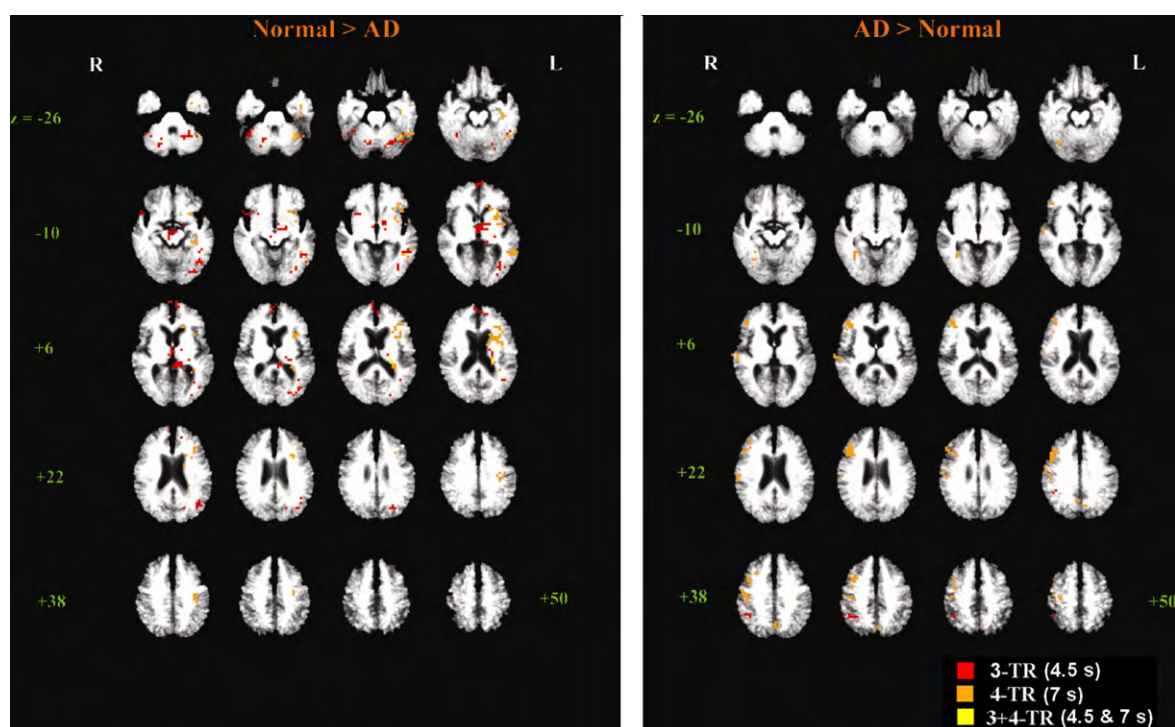 Normal > AD
R
L
z = -26
-10
+6
+22
+38
+50
AD > Normal
R
L
z = -26
-10
+6
+22
+38
+50
3-TR (4.5 s)
4-TR (7 s)
3+4-TR (4.5 & 7 s)